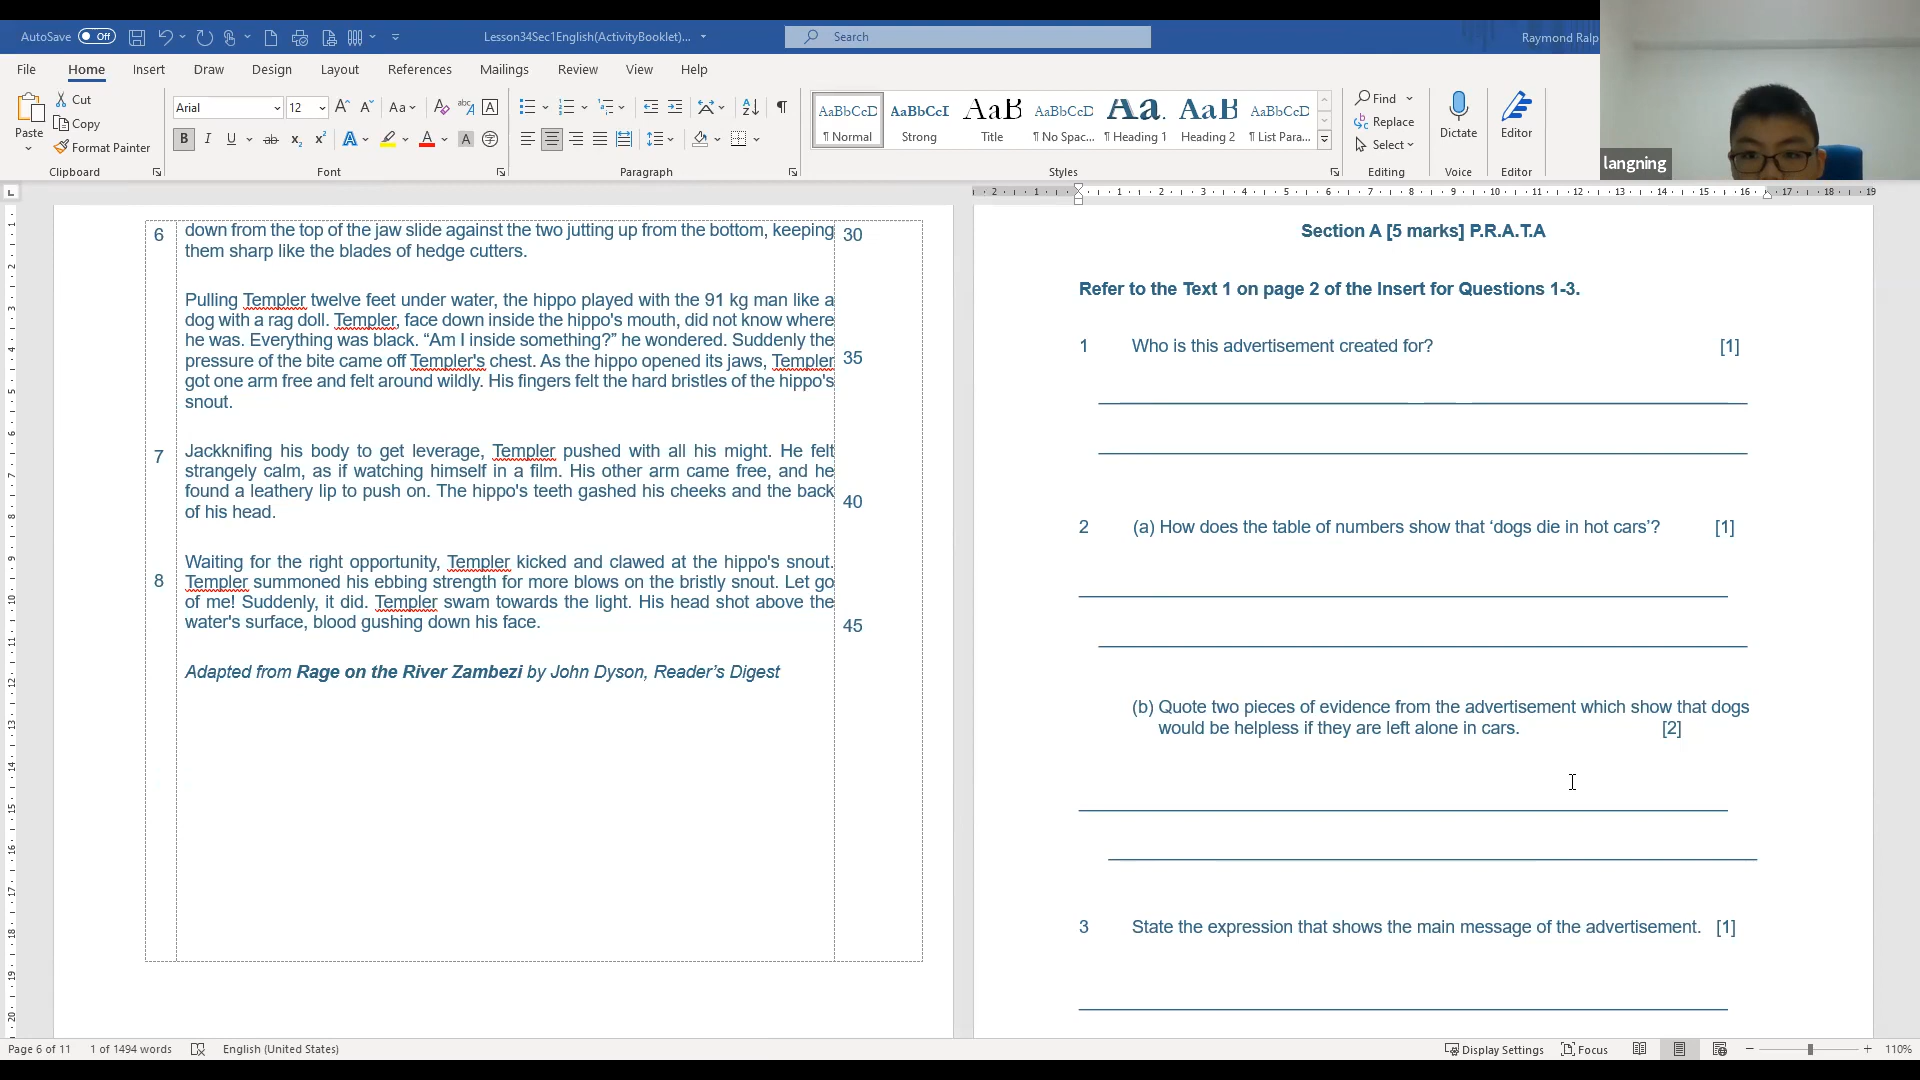 AutoSave Off
Lesson34Sec1English(ActivityBooklet)...
Search
Raymond Ralp
File Home Insert Draw Design Layout References Mailings Review View Help
Paste
Cut
Copy
Format Painter
Clipboard
Arial 12
Font
Paragraph
AaBbCcD AaBbCcI AaB AaBbCcD Aa. AaB AaBbCcD
¶ Normal Strong Title ¶ No Spac... ¶ Heading 1 Heading 2 ¶ List Para...
Styles
Find
Replace
Select
Editing
Dictate
Voice
Editor
Editor
langning
6 down from the top of the jaw slide against the two jutting up from the bottom, keeping 30
them sharp like the blades of hedge cutters.
Pulling Templer twelve feet under water, the hippo played with the 91 kg man like a
dog with a rag doll. Templer, face down inside the hippo's mouth, did not know where
he was. Everything was black. “Am I inside something?” he wondered. Suddenly the
pressure of the bite came off Templer's chest. As the hippo opened its jaws, Templer 35
got one arm free and felt around wildly. His fingers felt the hard bristles of the hippo's
snout.
7 Jackknifing his body to get leverage, Templer pushed with all his might. He felt
strangely calm, as if watching himself in a film. His other arm came free, and he
found a leathery lip to push on. The hippo's teeth gashed his cheeks and the back 40
of his head.
Waiting for the right opportunity, Templer kicked and clawed at the hippo's snout.
8 Templer summoned his ebbing strength for more blows on the bristly snout. Let go
of me! Suddenly, it did. Templer swam towards the light. His head shot above the
water's surface, blood gushing down his face. 45
Adapted from Rage on the River Zambezi by John Dyson, Reader’s Digest
Section A [5 marks] P.R.A.T.A
Refer to the Text 1 on page 2 of the Insert for Questions 1-3.
1 Who is this advertisement created for? [1]
2 (a) How does the table of numbers show that ‘dogs die in hot cars’? [1]
(b) Quote two pieces of evidence from the advertisement which show that dogs
would be helpless if they are left alone in cars. [2]
3 State the expression that shows the main message of the advertisement. [1]
Page 6 of 11 1 of 1494 words English (United States)
Display Settings Focus 110%